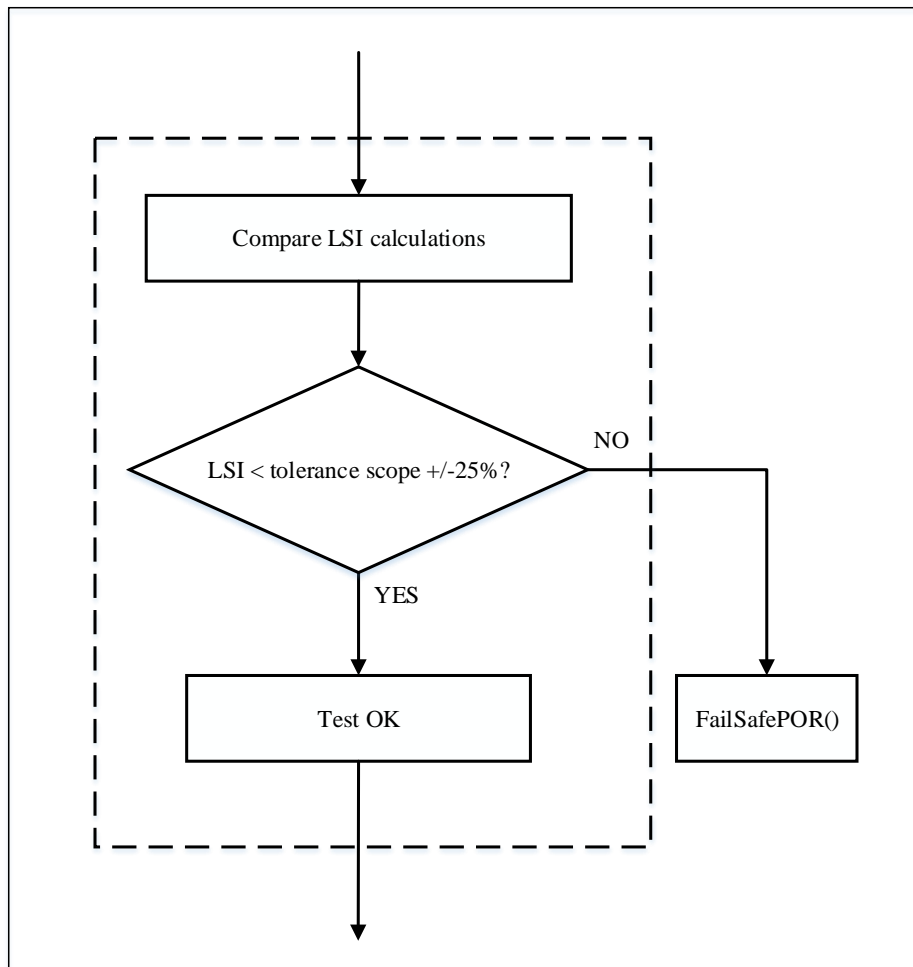 Compare LSI calculations
LSI < tolerance scope +/-25%?
NO
YES
Test OK
FailSafePOR()